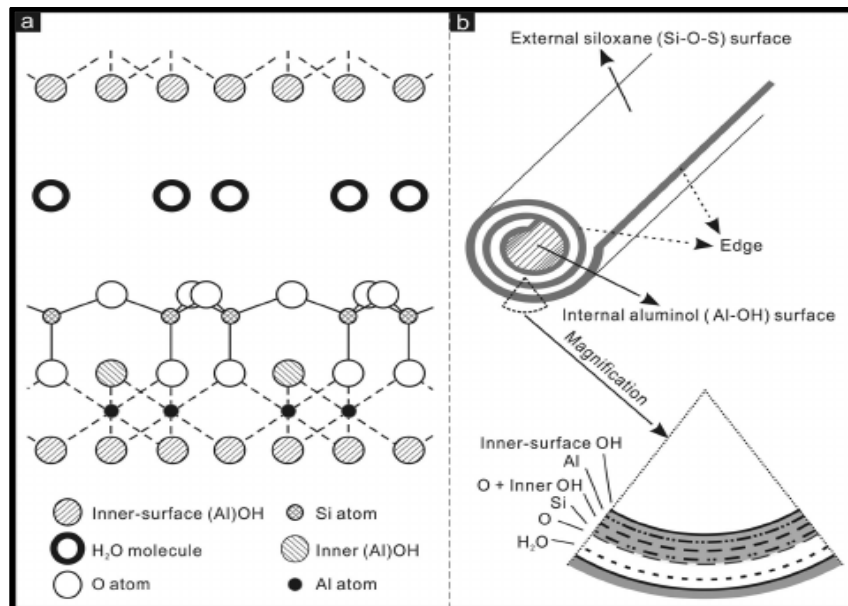 a
Inner-surface (Al)OH
Si atom
H₂O molecule
Inner (Al)OH
O atom
Al atom
b
External siloxane (Si-O-S) surface
Edge
Internal aluminol (Al-OH) surface
Magnification
Inner-surface OH
Al
O + Inner OH
Si
O
H₂O